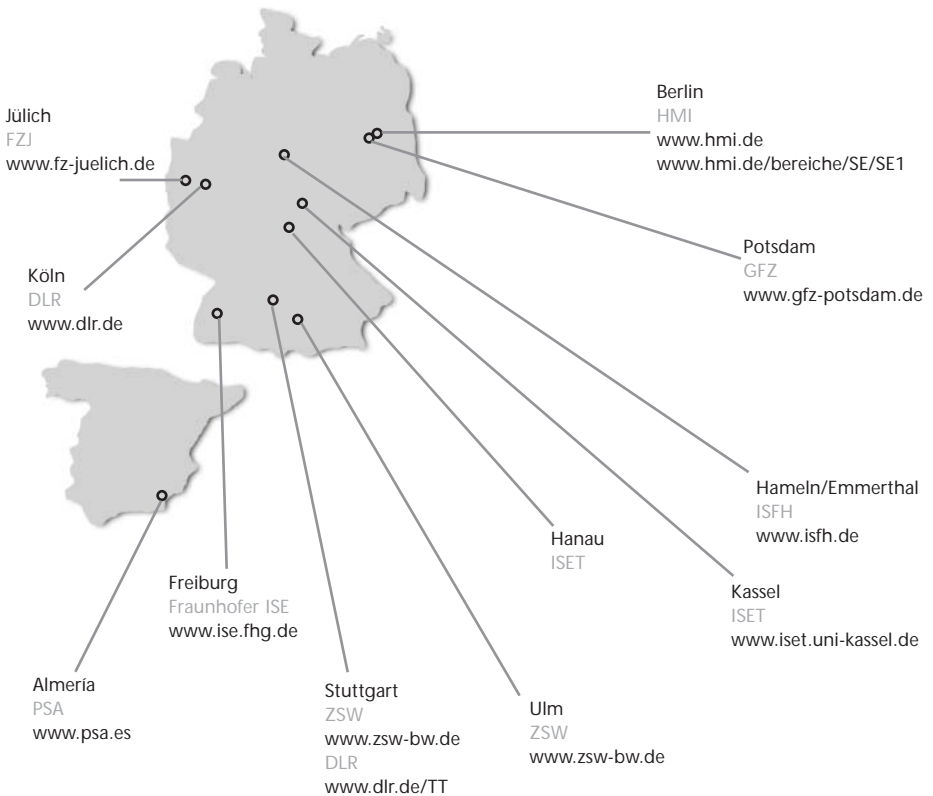 Jülich
FZJ
www.fz-juelich.de
Berlin
HMI
www.hmi.de
www.hmi.de/bereiche/SE/SE1
Potsdam
GFZ
www.gfz-potsdam.de
Köln
DLR
www.dlr.de
Hameln/Emmerthal
ISFH
www.isfh.de
Hanau
ISET
Kassel
ISET
www.iset.uni-kassel.de
Freiburg
Fraunhofer ISE
www.ise.fhg.de
Almería
PSA
www.psa.es
Stuttgart
ZSW
www.zsw-bw.de
DLR
www.dlr.de/TT
Ulm
ZSW
www.zsw-bw.de